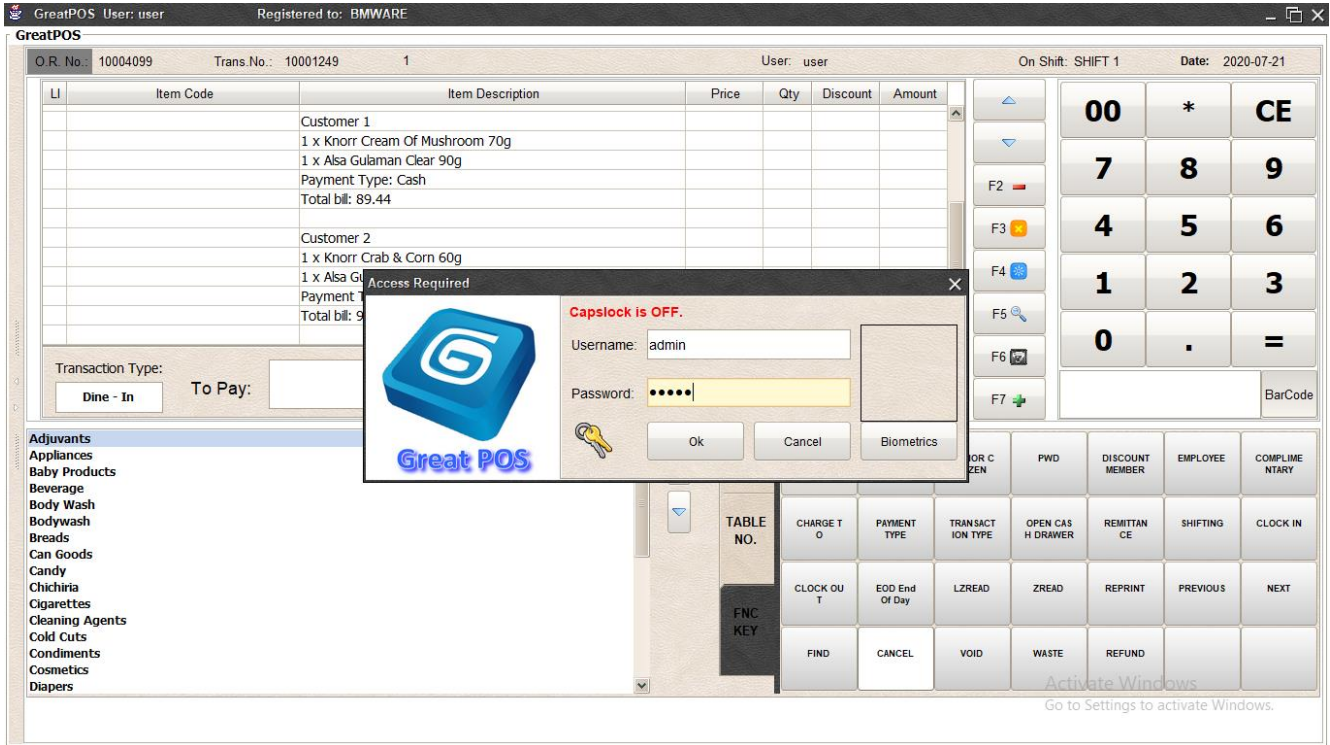 GreatPOS User: user Registered to: BMWARE
GreatPOS
O.R. No.: 10004099 Trans.No.: 10001249 1 User: user On Shift: SHIFT 1 Date: 2020-07-21
LI Item Code Item Description Price Qty Discount Amount
Customer 1
1 x Knorr Cream Of Mushroom 70g
1 x Alsa Gulaman Clear 90g
Payment Type: Cash
Total bill: 89.44
Customer 2
1 x Knorr Crab & Corn 60g
1 x Alsa Gu
Payment T
Total bill: 9
Transaction Type:
Dine - In
To Pay:
Access Required
Capslock is OFF.
Username: admin
Password: •••••
Ok Cancel Biometrics
Great POS
F2
F3
F4
F5
F6
F7
00 * CE
7 8 9
4 5 6
1 2 3
0 . =
BarCode
Adjuvants
Appliances
Baby Products
Beverage
Body Wash
Bodywash
Breads
Can Goods
Candy
Chichiria
Cigarettes
Cleaning Agents
Cold Cuts
Condiments
Cosmetics
Diapers
TABLE
NO.
FNC
KEY
IOR C PWD DISCOUNT EMPLOYEE COMPLIME
ZEN MEMBER NTARY
CHARGE T PAYMENT TRANSACT OPEN CAS REMITTAN SHIFTING CLOCK IN
O TYPE ION TYPE H DRAWER CE
CLOCK OU EOD End LZREAD ZREAD REPRINT PREVIOUS NEXT
T Of Day
FIND CANCEL VOID WASTE REFUND
Activate Windows
Go to Settings to activate Windows.